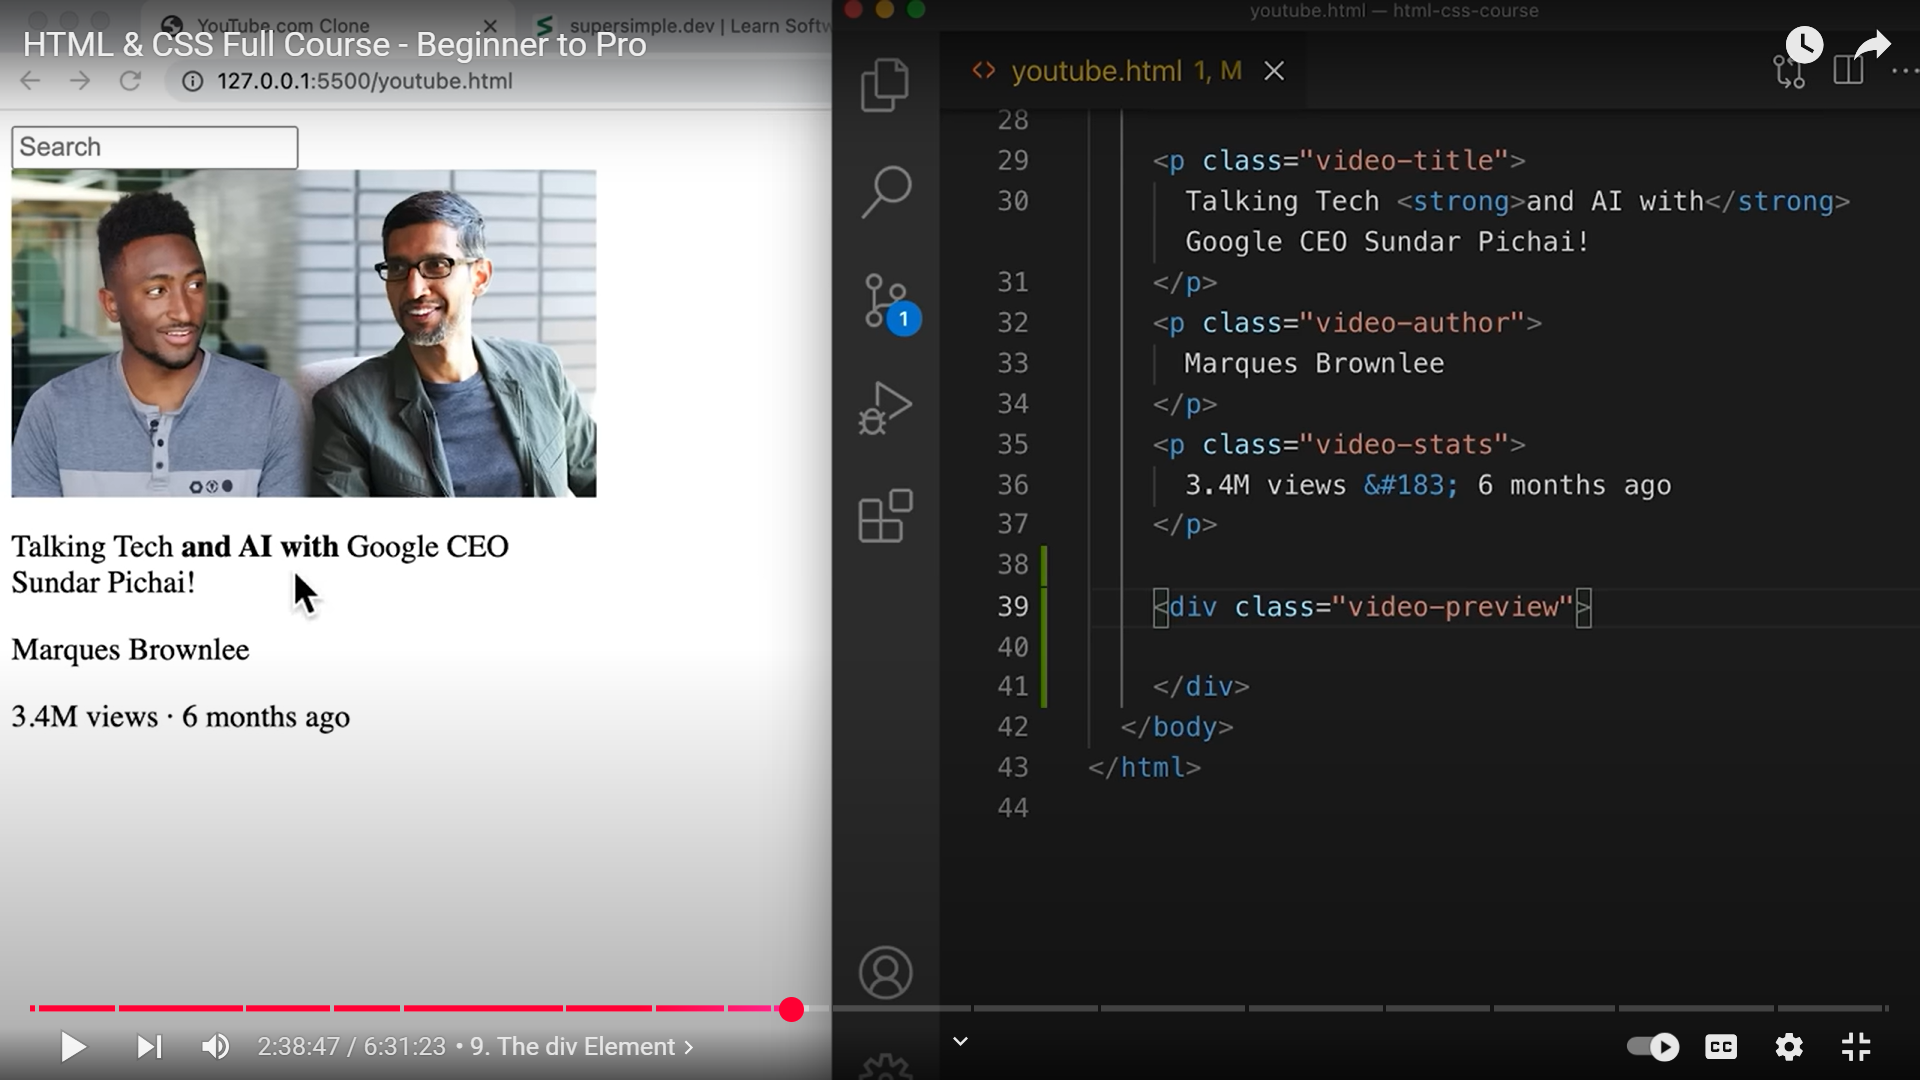 YouTube.com Clone
supersimple.dev | Learn Softw
HTML & CSS Full Course - Beginner to Pro
127.0.0.1:5500/youtube.html
Search
Talking Tech and AI with Google CEO
Sundar Pichai!
Marques Brownlee
3.4M views · 6 months ago
youtube.html — html-css-course
youtube.html 1, M
1
28
29 <p class="video-title">
30 Talking Tech <strong>and AI with</strong>
Google CEO Sundar Pichai!
31 </p>
32 <p class="video-author">
33 Marques Brownlee
34 </p>
35 <p class="video-stats">
36 3.4M views &#183; 6 months ago
37 </p>
38
39 <div class="video-preview">
40
41 </div>
42 </body>
43 </html>
44
2:38:47 / 6:31:23 • 9. The div Element
CC